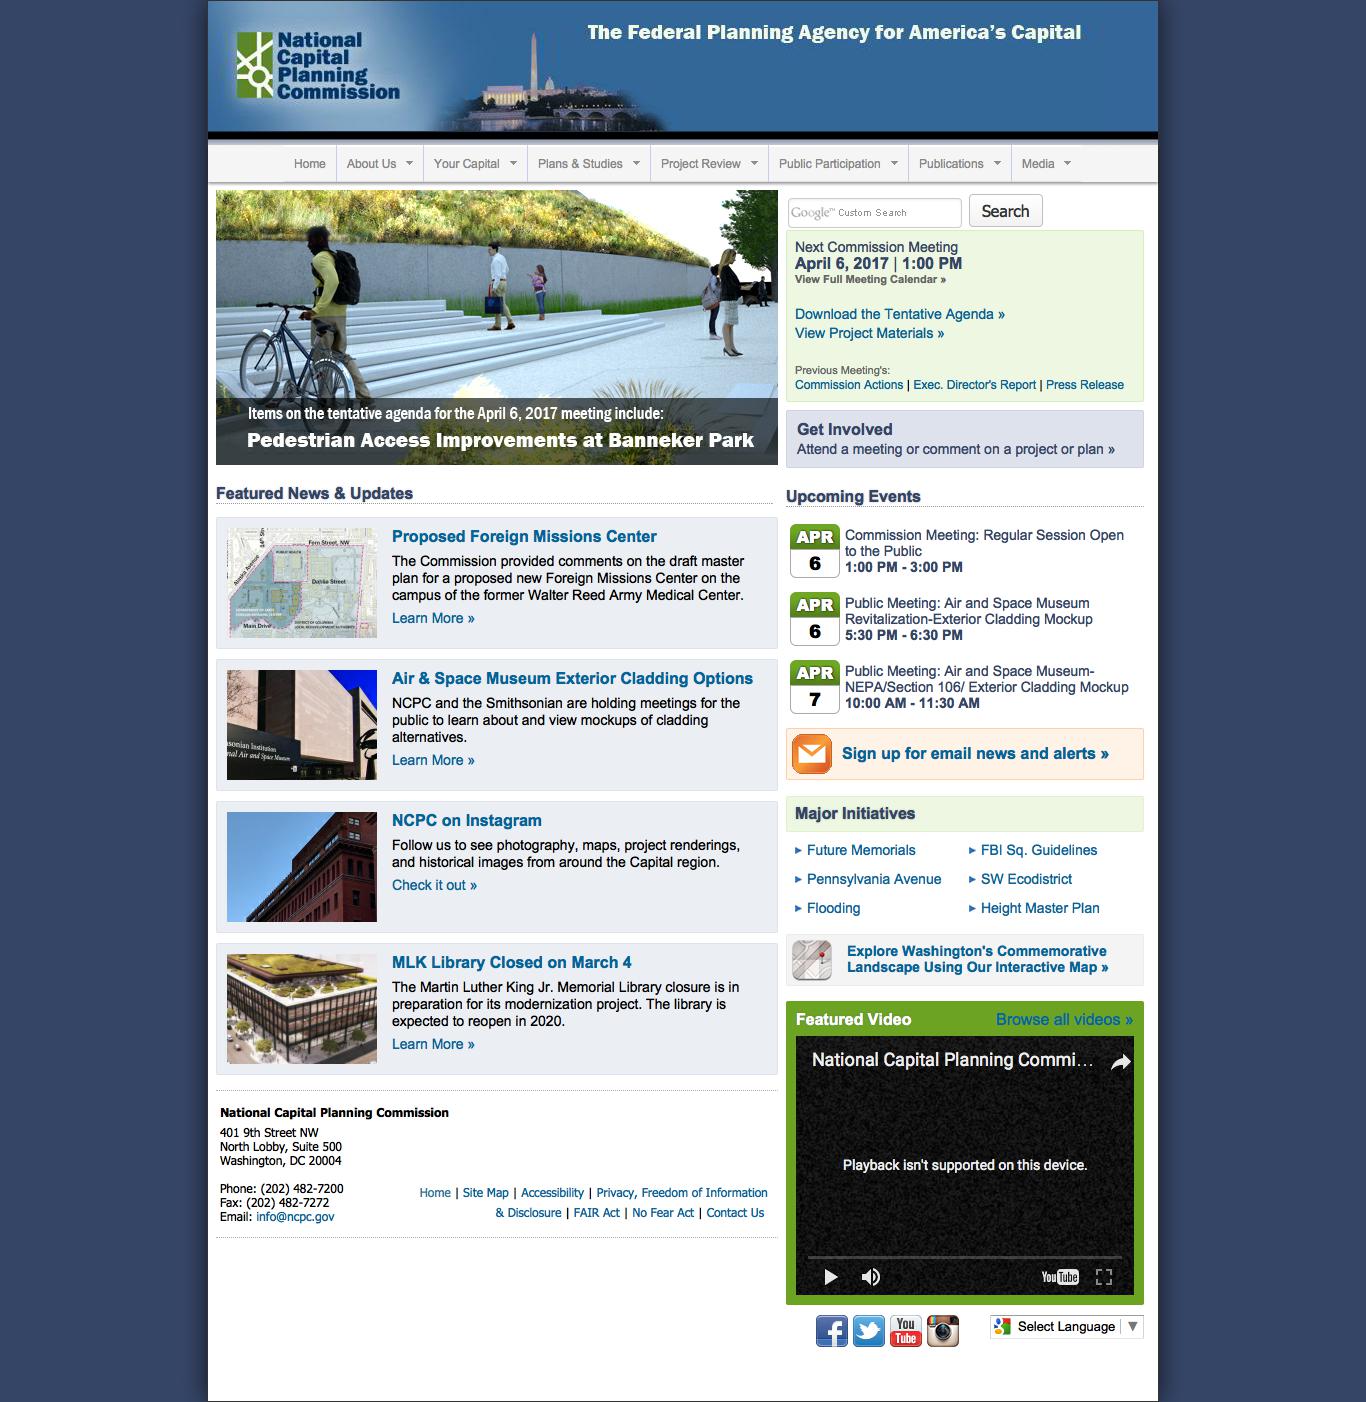 National
Capital
Planning
Commission
The Federal Planning Agency for America's Capital
Home
About Us
Your Capital
Plans & Studies
Project Review
Public Participation
Publications
Media
Items on the tentative agenda for the April 6, 2017 meeting include:
Pedestrian Access Improvements at Banneker Park
Google™ Custom Search
Search
Next Commission Meeting
April 6, 2017 | 1:00 PM
View Full Meeting Calendar »
Download the Tentative Agenda »
View Project Materials »
Previous Meeting's:
Commission Actions | Exec. Director's Report | Press Release
Get Involved
Attend a meeting or comment on a project or plan »
Featured News & Updates
Fern Street, NW
PUBLIC HEALTH
Alaska Avenue
Dahlia Street
Main Drive
Proposed Foreign Missions Center
The Commission provided comments on the draft master
plan for a proposed new Foreign Missions Center on the
campus of the former Walter Reed Army Medical Center.
Learn More »
Air & Space Museum Exterior Cladding Options
NCPC and the Smithsonian are holding meetings for the
public to learn about and view mockups of cladding
alternatives.
Learn More »
NCPC on Instagram
Follow us to see photography, maps, project renderings,
and historical images from around the Capital region.
Check it out »
MLK Library Closed on March 4
The Martin Luther King Jr. Memorial Library closure is in
preparation for its modernization project. The library is
expected to reopen in 2020.
Learn More »
Upcoming Events
APR
6
Commission Meeting: Regular Session Open
to the Public
1:00 PM - 3:00 PM
APR
6
Public Meeting: Air and Space Museum
Revitalization-Exterior Cladding Mockup
5:30 PM - 6:30 PM
APR
7
Public Meeting: Air and Space Museum-
NEPA/Section 106/ Exterior Cladding Mockup
10:00 AM - 11:30 AM
Sign up for email news and alerts »
Major Initiatives
Future Memorials
FBI Sq. Guidelines
Pennsylvania Avenue
SW Ecodistrict
Flooding
Height Master Plan
Explore Washington's Commemorative
Landscape Using Our Interactive Map »
Featured Video
Browse all videos »
National Capital Planning Commi...
Playback isn't supported on this device.
YouTube
You
Tube
Select Language
National Capital Planning Commission
401 9th Street NW
North Lobby, Suite 500
Washington, DC 20004
Phone: (202) 482-7200
Fax: (202) 482-7272
Email: info@ncpc.gov
Home | Site Map | Accessibility | Privacy, Freedom of Information
& Disclosure | FAIR Act | No Fear Act | Contact Us